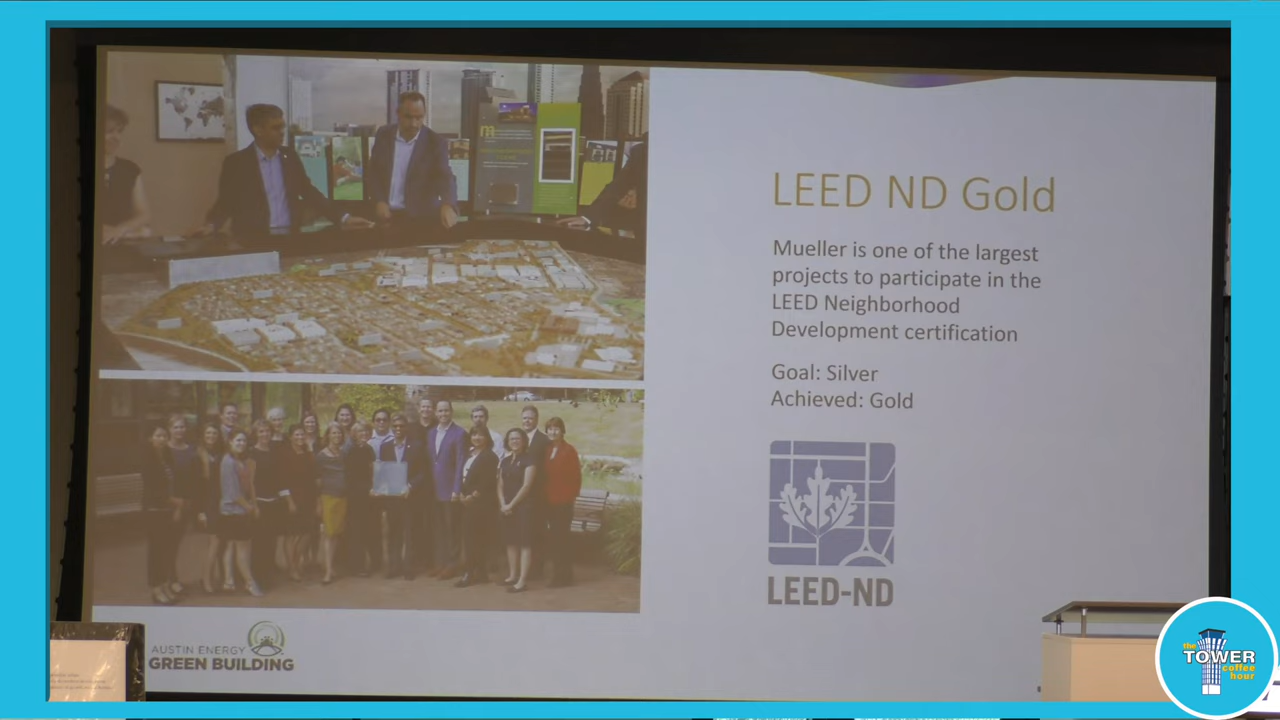 LEED ND Gold
Mueller is one of the largest
projects to participate in the
LEED Neighborhood
Development certification
Goal: Silver
Achieved: Gold
LEED-ND
AUSTIN ENERGY
GREEN BUILDING
the
TOWER
coffee
hour